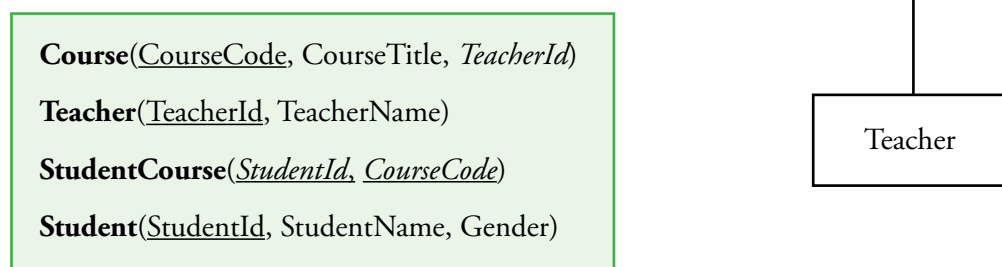 Course(CourseCode, CourseTitle, TeacherId)
Teacher(TeacherId, TeacherName)
StudentCourse(StudentId, CourseCode)
Student(StudentId, StudentName, Gender)
Teacher